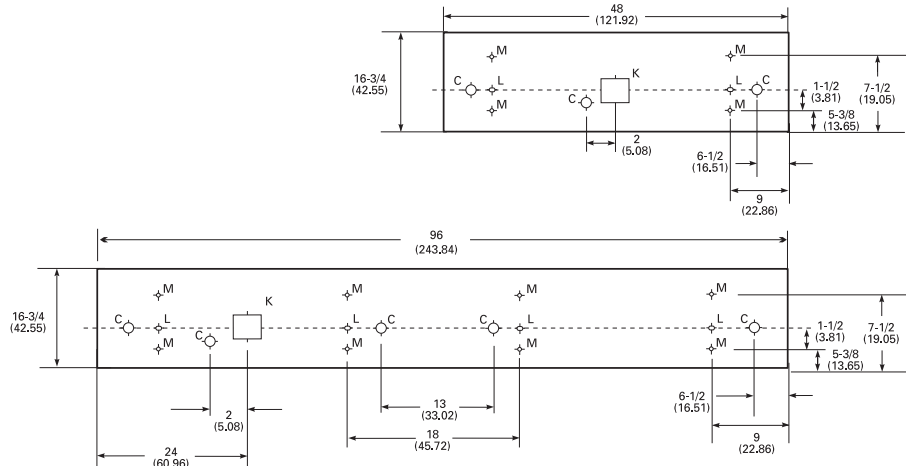 48
(121.92)
M
M
16-3/4
(42.55)
C
L
K
L
C
C
M
M
1-1/2
(3.81)
7-1/2
(19.05)
5-3/8
(13.65)
2
(5.08)
6-1/2
(16.51)
9
(22.86)
96
(243.84)
M
K
M
M
M
16-3/4
(42.55)
C
L
C
L
C
C
L
L
C
M
M
M
M
1-1/2
(3.81)
7-1/2
(19.05)
5-3/8
(13.65)
2
(5.08)
13
(33.02)
6-1/2
(16.51)
18
(45.72)
9
(22.86)
24
(60.96)